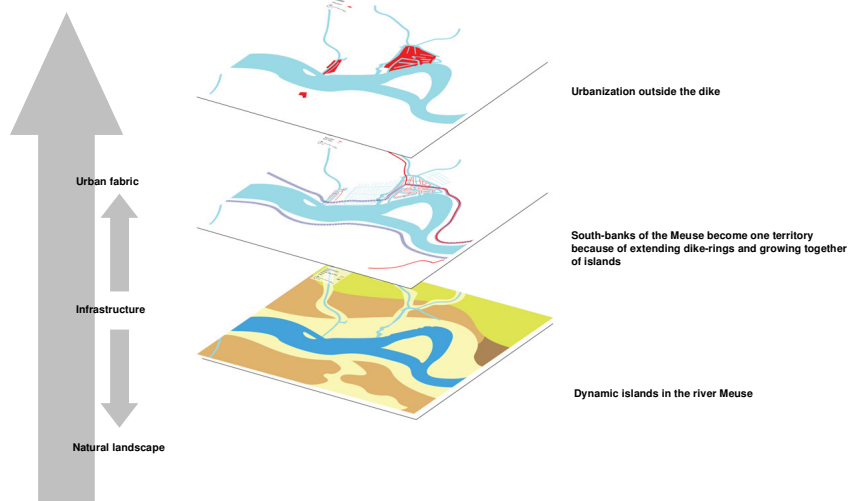 Urbanization outside the dike
Urban fabric
South-banks of the Meuse become one territory
because of extending dike-rings and growing together
of islands
Infrastructure
Dynamic islands in the river Meuse
Natural landscape